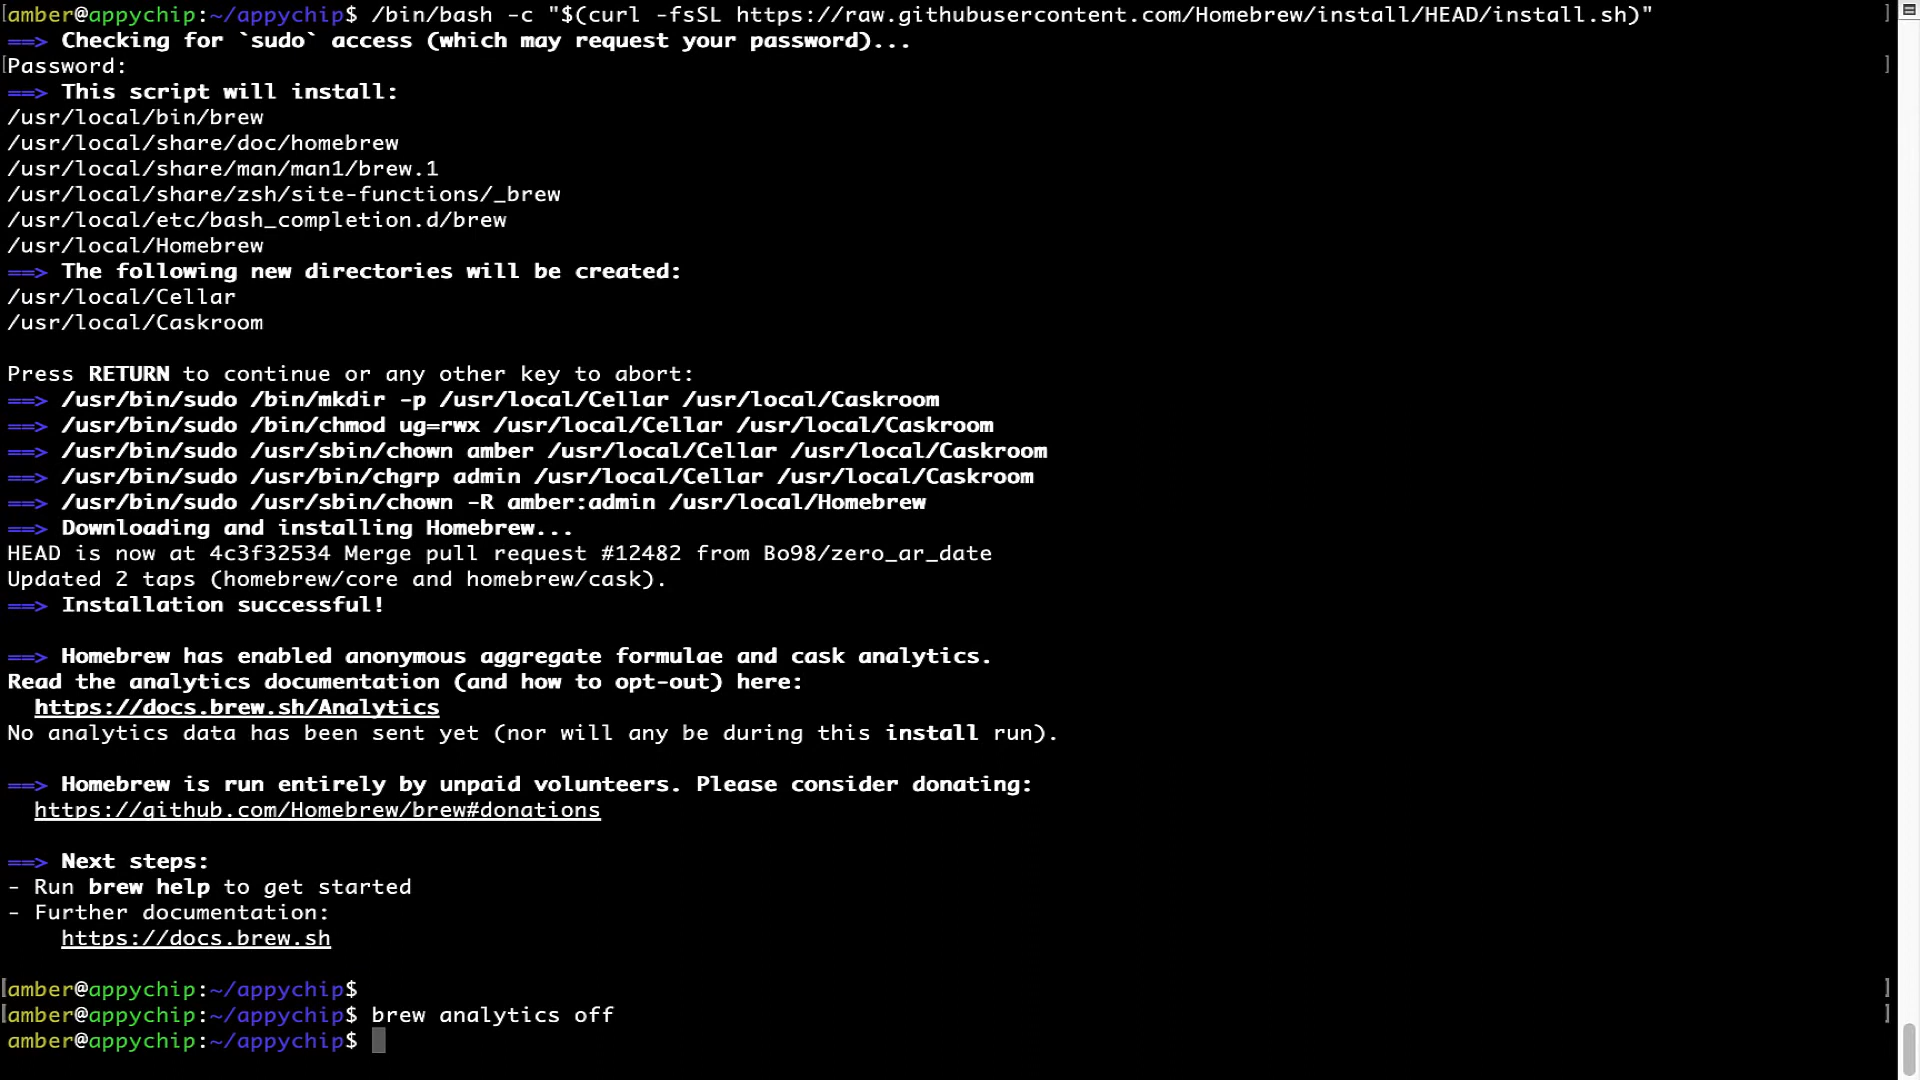 amber@appychip:~/appychip$ /bin/bash -c "$(curl -fsSL https://raw.githubusercontent.com/Homebrew/install/HEAD/install.sh)"
==> Checking for `sudo` access (which may request your password)...
Password:
==> This script will install:
/usr/local/bin/brew
/usr/local/share/doc/homebrew
/usr/local/share/man/man1/brew.1
/usr/local/share/zsh/site-functions/_brew
/usr/local/etc/bash_completion.d/brew
/usr/local/Homebrew
==> The following new directories will be created:
/usr/local/Cellar
/usr/local/Caskroom
Press RETURN to continue or any other key to abort:
==> /usr/bin/sudo /bin/mkdir -p /usr/local/Cellar /usr/local/Caskroom
==> /usr/bin/sudo /bin/chmod ug=rwx /usr/local/Cellar /usr/local/Caskroom
==> /usr/bin/sudo /usr/sbin/chown amber /usr/local/Cellar /usr/local/Caskroom
==> /usr/bin/sudo /usr/bin/chgrp admin /usr/local/Cellar /usr/local/Caskroom
==> /usr/bin/sudo /usr/sbin/chown -R amber:admin /usr/local/Homebrew
==> Downloading and installing Homebrew...
HEAD is now at 4c3f32534 Merge pull request #12482 from Bo98/zero_ar_date
Updated 2 taps (homebrew/core and homebrew/cask).
==> Installation successful!
==> Homebrew has enabled anonymous aggregate formulae and cask analytics.
Read the analytics documentation (and how to opt-out) here:
https://docs.brew.sh/Analytics
No analytics data has been sent yet (nor will any be during this install run).
==> Homebrew is run entirely by unpaid volunteers. Please consider donating:
https://github.com/Homebrew/brew#donations
==> Next steps:
- Run brew help to get started
- Further documentation:
https://docs.brew.sh
amber@appychip:~/appychip$
amber@appychip:~/appychip$ brew analytics off
amber@appychip:~/appychip$